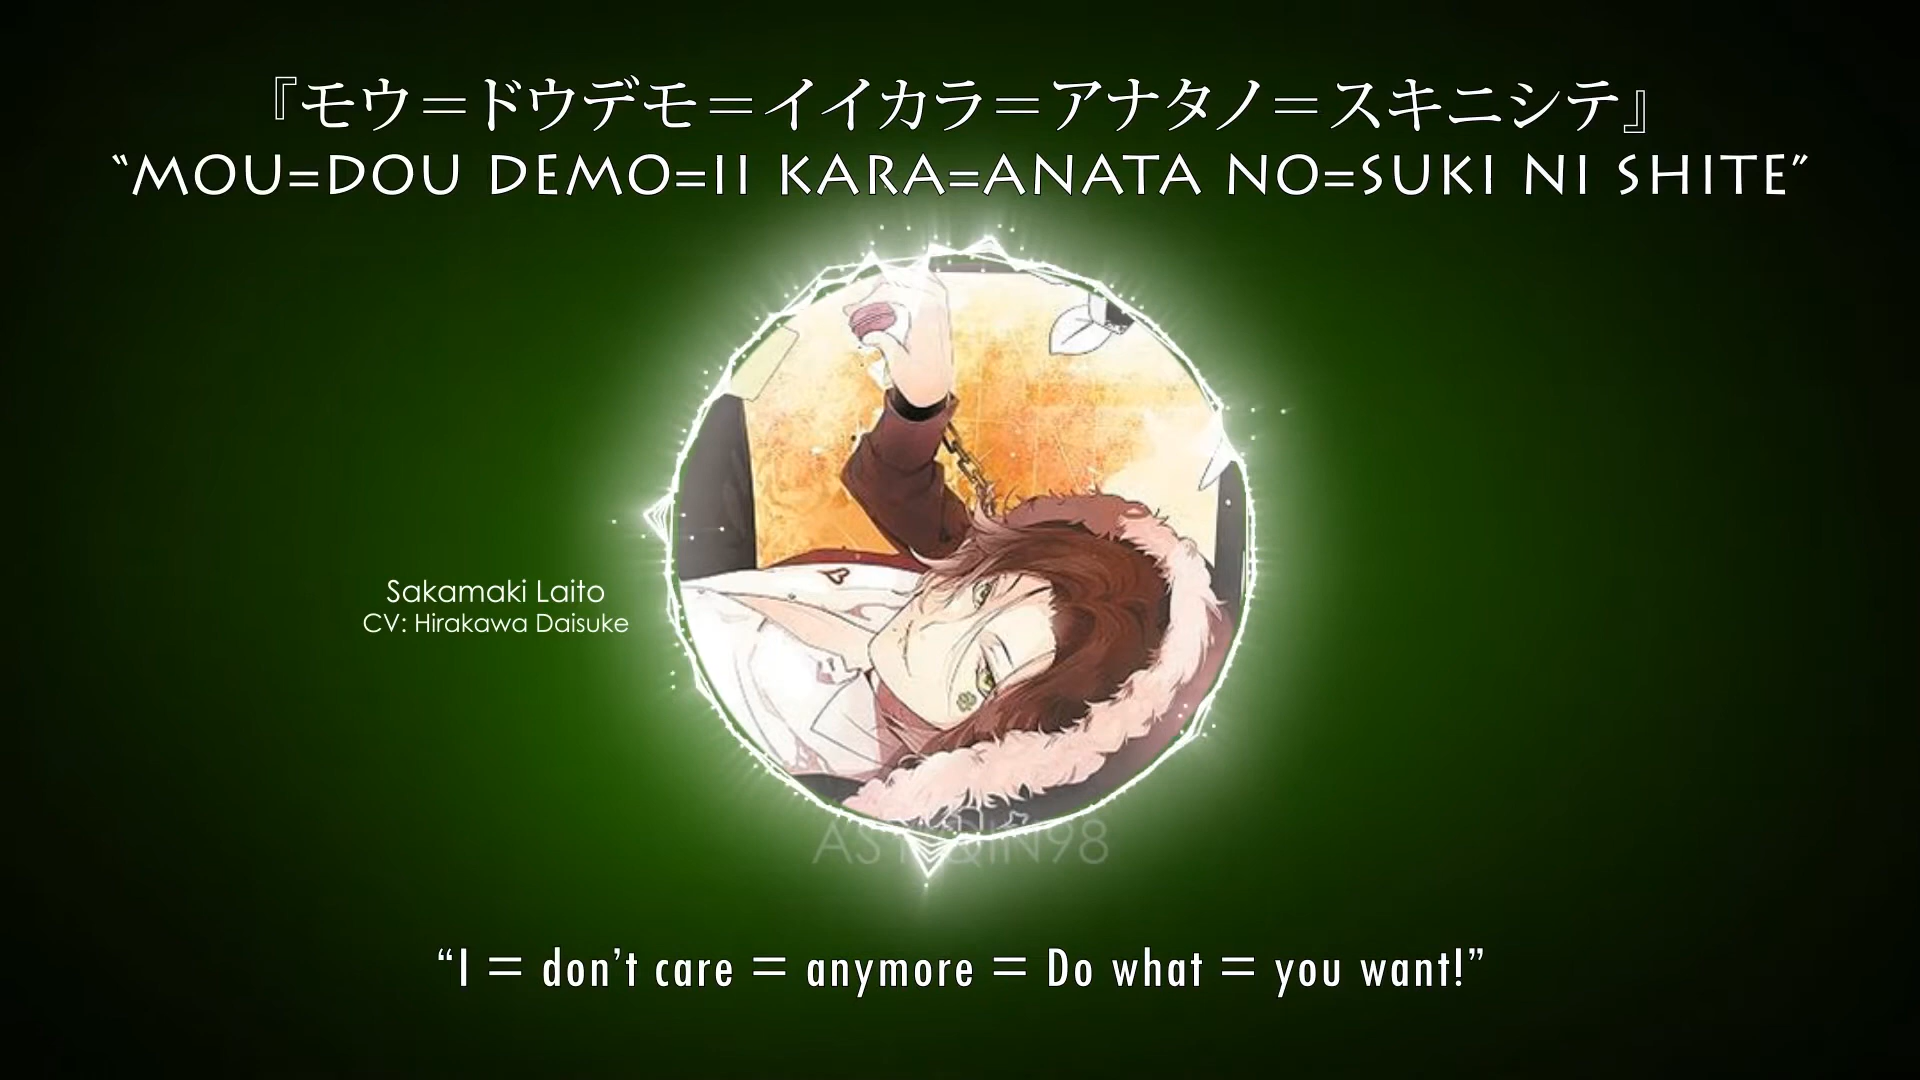 『モウ＝ドウデモ＝イイカラ＝アナタノ＝スキニシテ』
“MOU=DOU DEMO=II KARA=ANATA NO=SUKI NI SHITE”
Sakamaki Laito
CV: Hirakawa Daisuke
“I = don’t care = anymore = Do what = you want!”